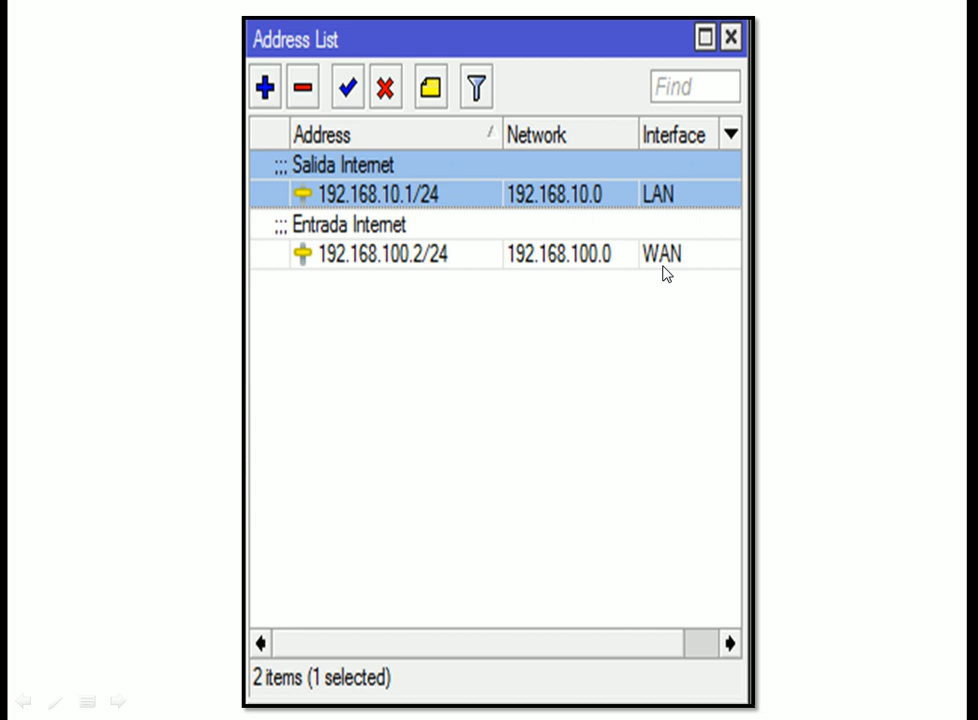 Address List
Find
Address Network Interface
;;; Salida Internet
192.168.10.1/24 192.168.10.0 LAN
;;; Entrada Internet
192.168.100.2/24 192.168.100.0 WAN
2 items (1 selected)